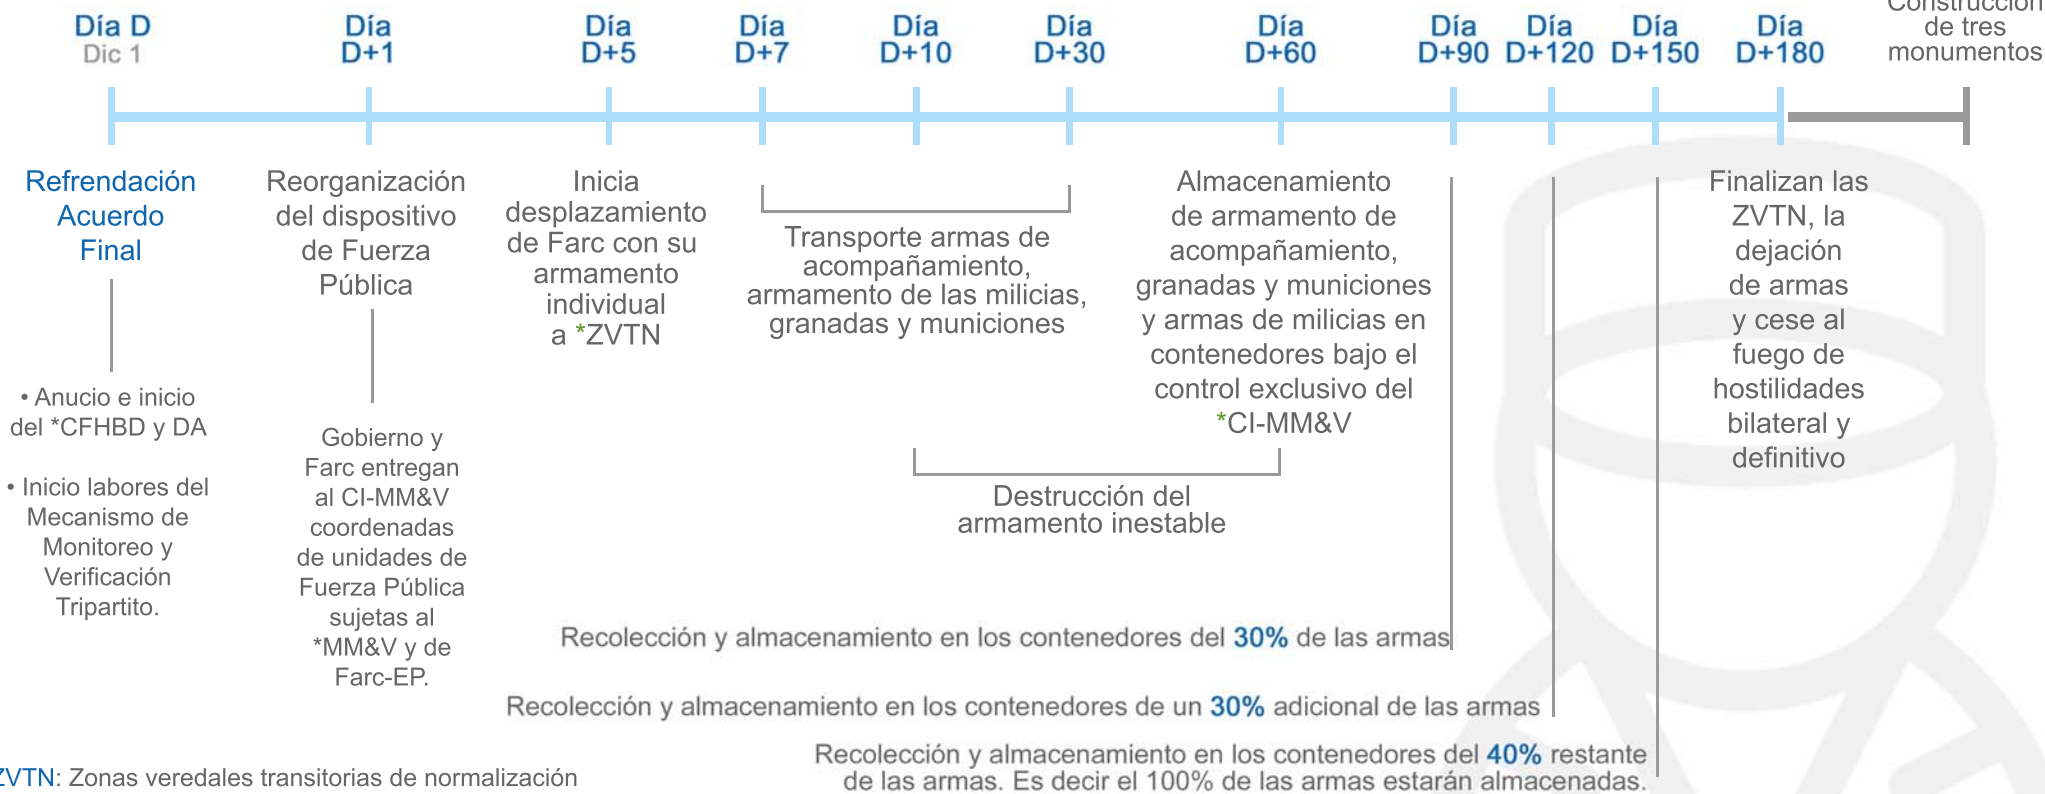 Día D
Dic 1
Día
D+1
Día
D+5
Día
D+7
Día
D+10
Día
D+30
Día
D+60
Día
D+90
Día
D+120
Día
D+150
Día
D+180
Construcción
de tres
monumentos
Refrendación
Acuerdo
Final
• Anucio e inicio
del *CFHBD y DA
• Inicio labores del
Mecanismo de
Monitoreo y
Verificación
Tripartito.
Reorganización
del dispositivo
de Fuerza
Pública
Gobierno y
Farc entregan
al CI-MM&V
coordenadas
de unidades de
Fuerza Pública
sujetas al
*MM&V y de
Farc-EP.
Inicia
desplazamiento
de Farc con su
armamento
individual
a *ZVTN
Transporte armas de
acompañamiento,
armamento de las milicias,
granadas y municiones
Almacenamiento
de armamento de
acompañamiento,
granadas y municiones
y armas de milicias en
contenedores bajo el
control exclusivo del
*CI-MM&V
Destrucción del
armamento inestable
Finalizan las
ZVTN, la
dejación
de armas
y cese al
fuego de
hostilidades
bilateral y
definitivo
Recolección y almacenamiento en los contenedores del 30% de las armas
Recolección y almacenamiento en los contenedores de un 30% adicional de las armas
Recolección y almacenamiento en los contenedores del 40% restante
de las armas. Es decir el 100% de las armas estarán almacenadas.
ZVTN: Zonas veredales transitorias de normalización